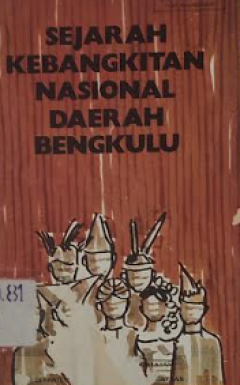 SEJARAH
KEBANGKITAN
NASIONAL
DAERAH
BENGKULU